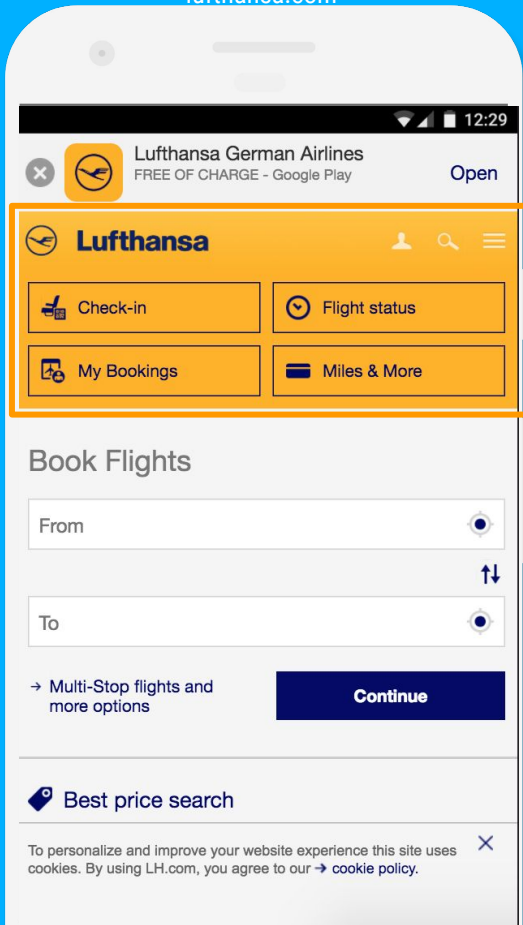 lufthansa.com
12:29
Lufthansa German Airlines
FREE OF CHARGE - Google Play
Open
Lufthansa
Check-in
Flight status
My Bookings
Miles & More
Book Flights
From
To
→ Multi-Stop flights and
more options
Continue
Best price search
To personalize and improve your website experience this site uses
cookies. By using LH.com, you agree to our → cookie policy.